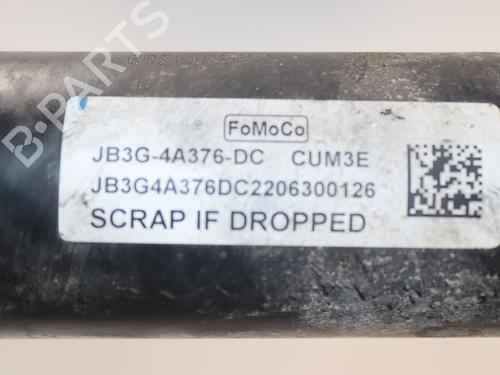 B-PARTS
FoMoCo
JB3G-4A376-DC CUM3E
JB3G4A376DC2206300126
SCRAP IF DROPPED